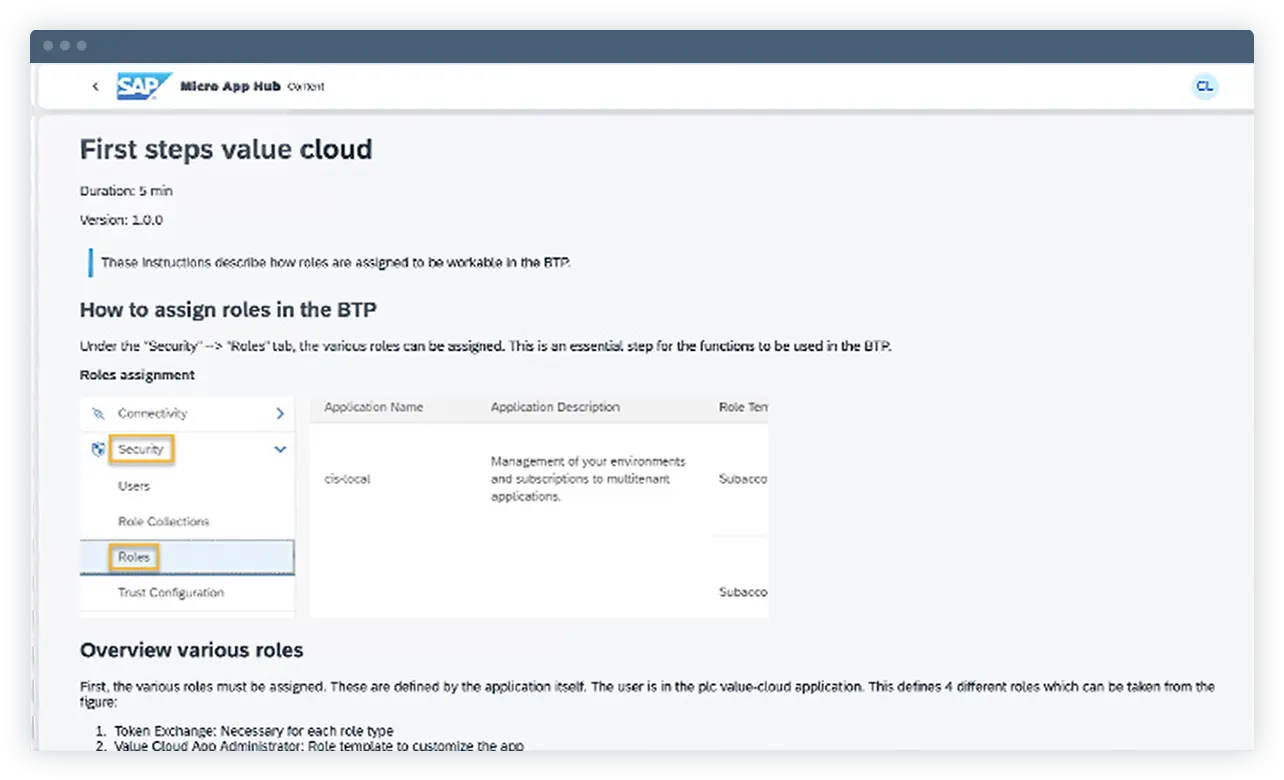 SAP Micro App Hub Content CL
First steps value cloud
Duration: 5 min
Version: 1.0.0
These instructions describe how roles are assigned to be workable in the BTP.
How to assign roles in the BTP
Under the "Security" --> "Roles" tab, the various roles can be assigned. This is an essential step for the functions to be used in the BTP.
Roles assignment
Connectivity
Security
Users
Role Collections
Roles
Trust Configuration
Application Name Application Description Role Tem
cis-local
Management of your environments
and subscriptions to multitenant
applications.
Subacco
Subacco
Overview various roles
First, the various roles must be assigned. These are defined by the application itself. The user is in the plc value-cloud application. This defines 4 different roles which can be taken from the
figure:
1. Token Exchange: Necessary for each role type
2. Value Cloud App Administrator: Role template to customize the app